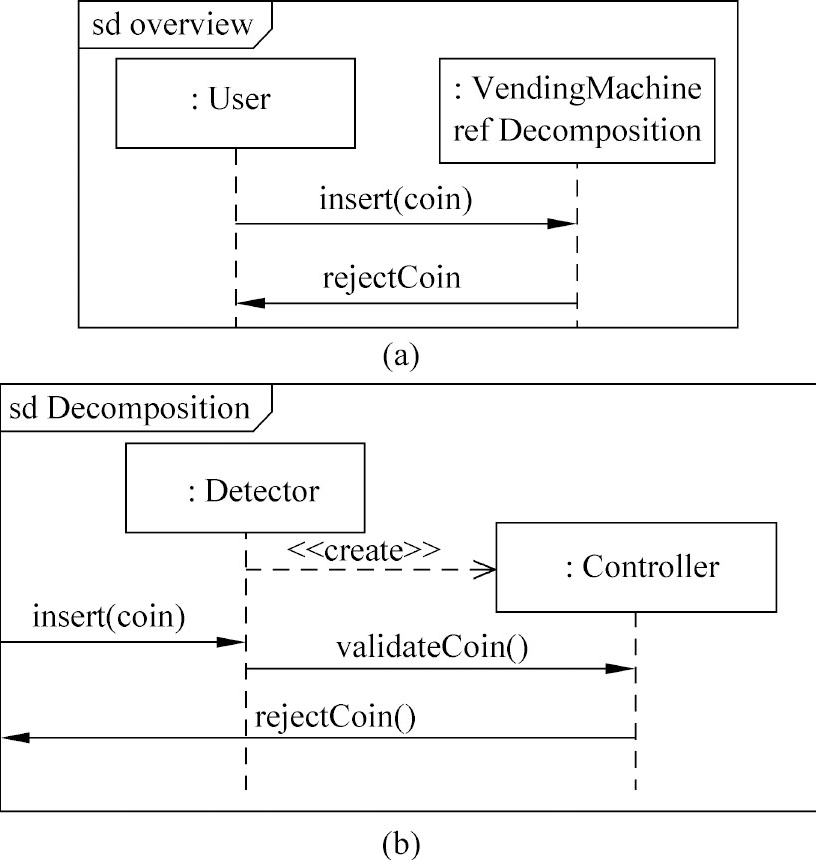 sd overview
: User
: VendingMachine
ref Decomposition
insert(coin)
rejectCoin
(a)
sd Decomposition
: Detector
<<create>>
: Controller
insert(coin)
validateCoin()
rejectCoin()
(b)